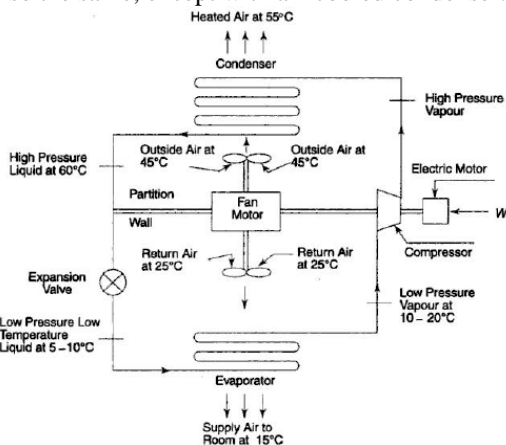 Heated Air at 55°C
Condenser
High Pressure
Vapour
Outside Air at
45°C
Outside Air at
45°C
High Pressure
Liquid at 60°C
Electric Motor
Partition
Wall
Fan
Motor
W
Compressor
Return Air
at 25°C
Return Air
at 25°C
Expansion
Valve
Low Pressure
Vapour at
10 – 20°C
Low Pressure Low
Temperature
Liquid at 5 –10°C
Evaporator
Supply Air to
Room at 15°C